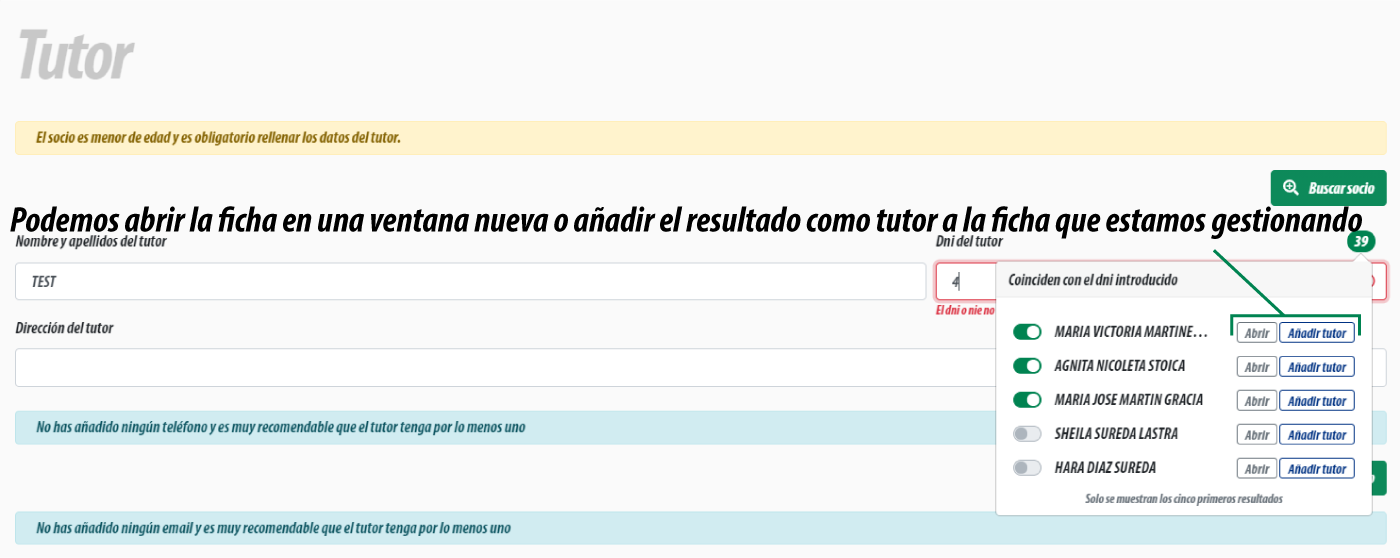 Tutor
El socio es menor de edad y es obligatorio rellenar los datos del tutor.
Buscar socio
Podemos abrir la ficha en una ventana nueva o añadir el resultado como tutor a la ficha que estamos gestionando
Nombre y apellidos del tutor
Dni del tutor
39
TEST
4
El dni o nie no
Coinciden con el dni introducido
Dirección del tutor
MARIA VICTORIA MARTINE... Abrir Añadir tutor
AGNITA NICOLETA STOICA Abrir Añadir tutor
MARIA JOSE MARTIN GRACIA Abrir Añadir tutor
SHEILA SUREDA LASTRA Abrir Añadir tutor
HARA DIAZ SUREDA Abrir Añadir tutor
Solo se muestran los cinco primeros resultados
No has añadido ningún teléfono y es muy recomendable que el tutor tenga por lo menos uno
No has añadido ningún email y es muy recomendable que el tutor tenga por lo menos uno